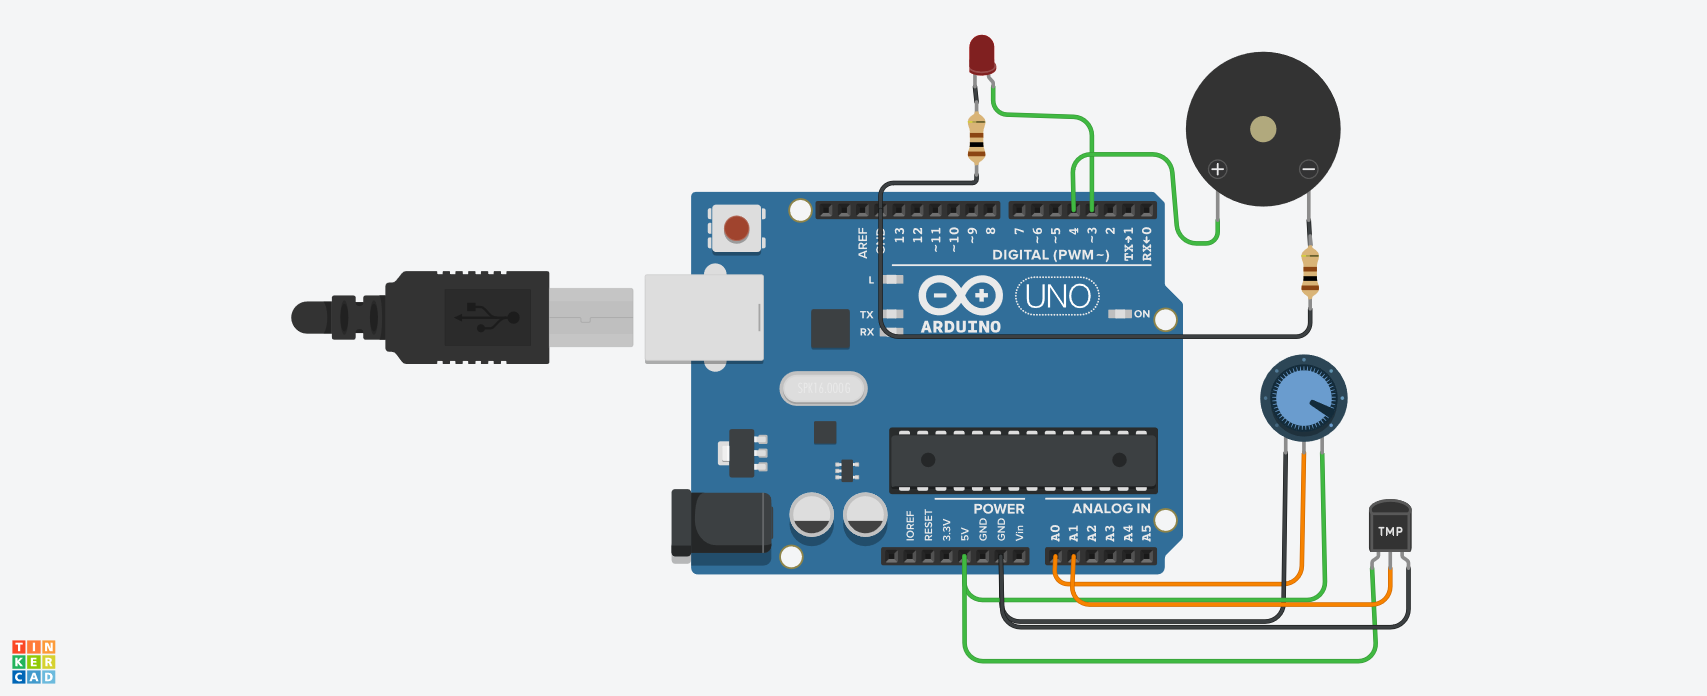 AREF
GND
13
12
~11
~10
~9
8
7
~6
~5
4
~3
2
TX→1
RX←0
DIGITAL (PWM~)
L
TX
RX
ON
UNO
ARDUINO
SPK16.000G
POWER
ANALOG IN
IOREF
RESET
3.3V
5V
GND
GND
Vin
A0
A1
A2
A3
A4
A5
TMP
TIN
KER
CAD